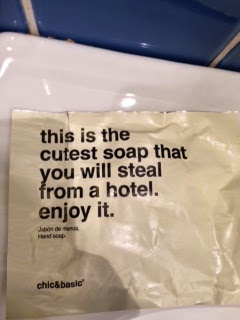 this is the
cutest soap that
you will steal
from a hotel.
enjoy it.
Jabón de manos.
Hand soap.
chic&basic®